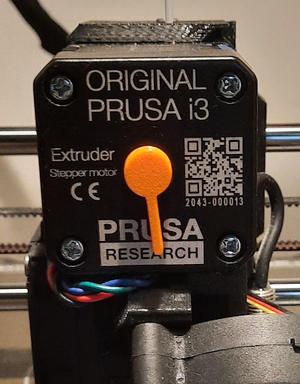 ORIGINAL
PRUSA i3
Extruder
Stepper motor
CE
2043-000013
PRUSA
RESEARCH